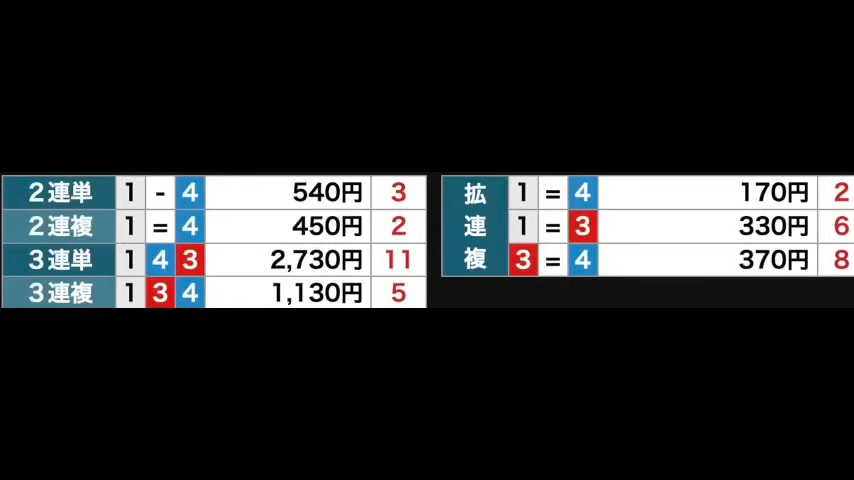 2連単 1 - 4 540円 3
2連複 1 = 4 450円 2
3連単 1 4 3 2,730円 11
3連複 1 3 4 1,130円 5
拡連複
1 = 4 170円 2
1 = 3 330円 6
3 = 4 370円 8